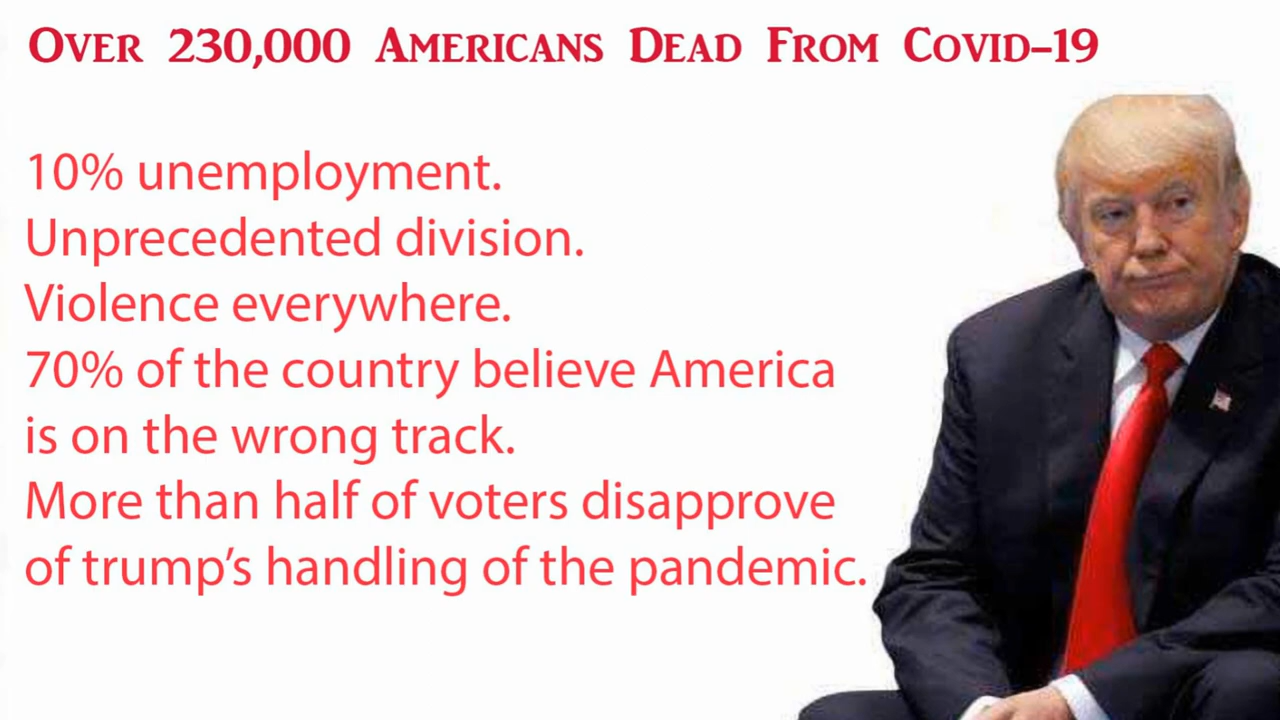 Over 230,000 Americans Dead From Covid–19
10% unemployment.
Unprecedented division.
Violence everywhere.
70% of the country believe America
is on the wrong track.
More than half of voters disapprove
of trump’s handling of the pandemic.